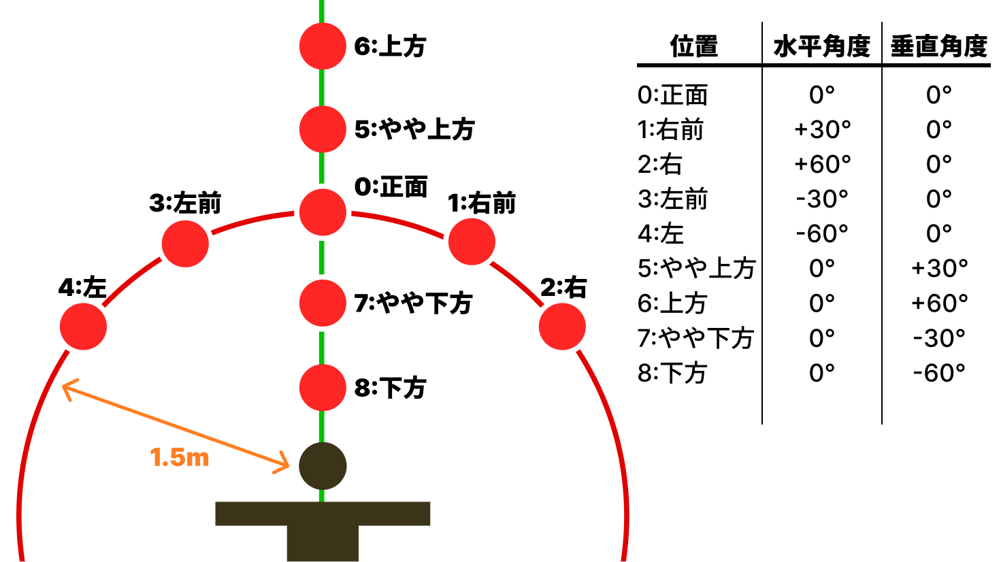 6:上方
5:やや上方
0:正面
3:左前
1:右前
4:左
2:右
7:やや下方
8:下方
1.5m
位置 水平角度 垂直角度
0:正面 0° 0°
1:右前 +30° 0°
2:右 +60° 0°
3:左前 -30° 0°
4:左 -60° 0°
5:やや上方 0° +30°
6:上方 0° +60°
7:やや下方 0° -30°
8:下方 0° -60°